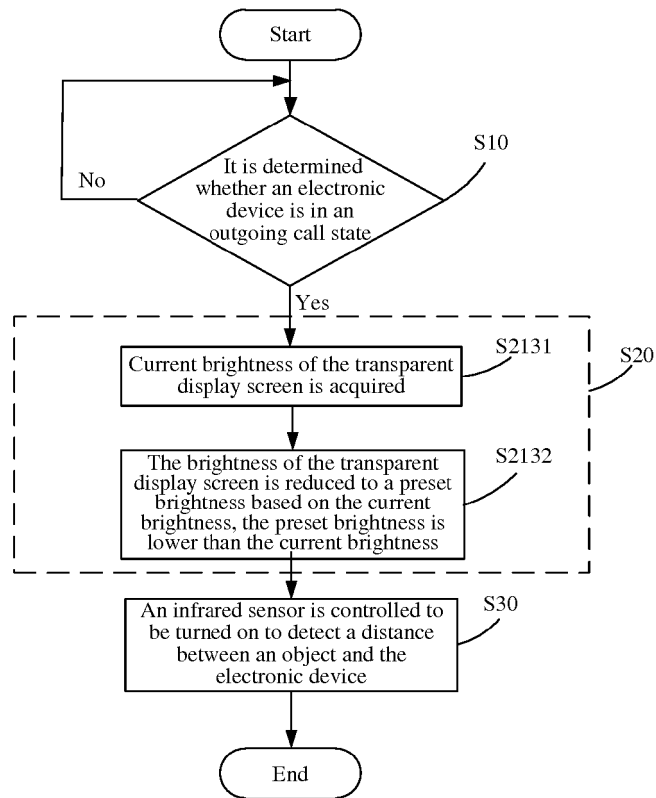 Start
S10
It is determined
whether an electronic
device is in an
outgoing call state
No
Yes
S20
S2131
Current brightness of the transparent
display screen is acquired
S2132
The brightness of the transparent
display screen is reduced to a preset
brightness based on the current
brightness, the preset brightness is
lower than the current brightness
S30
An infrared sensor is controlled to
be turned on to detect a distance
between an object and the
electronic device
End